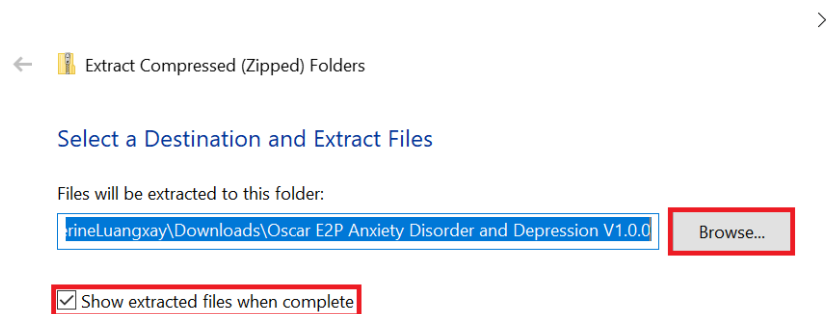 Extract Compressed (Zipped) Folders
Select a Destination and Extract Files
Files will be extracted to this folder:
rineLuangxay\Downloads\Oscar E2P Anxiety Disorder and Depression V1.0.0
Browse...
Show extracted files when complete